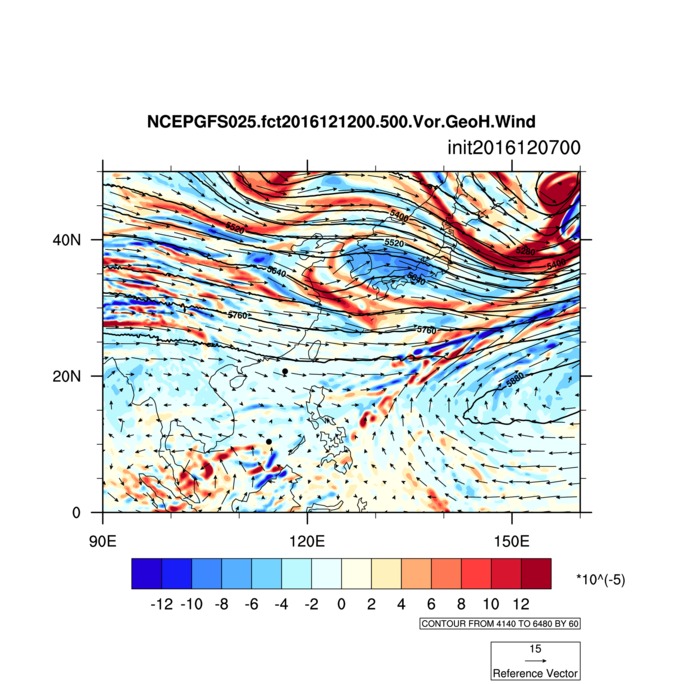 NCEPGFS025.fct2016121200.500.Vor.GeoH.Wind
init2016120700
5400
5520
5520
5280
5400
5640
5640
5760
5760
5880
40N
20N
0
90E 120E 150E
-12 -10 -8 -6 -4 -2 0 2 4 6 8 10 12
*10^(-5)
CONTOUR FROM 4140 TO 6480 BY 60
15
Reference Vector